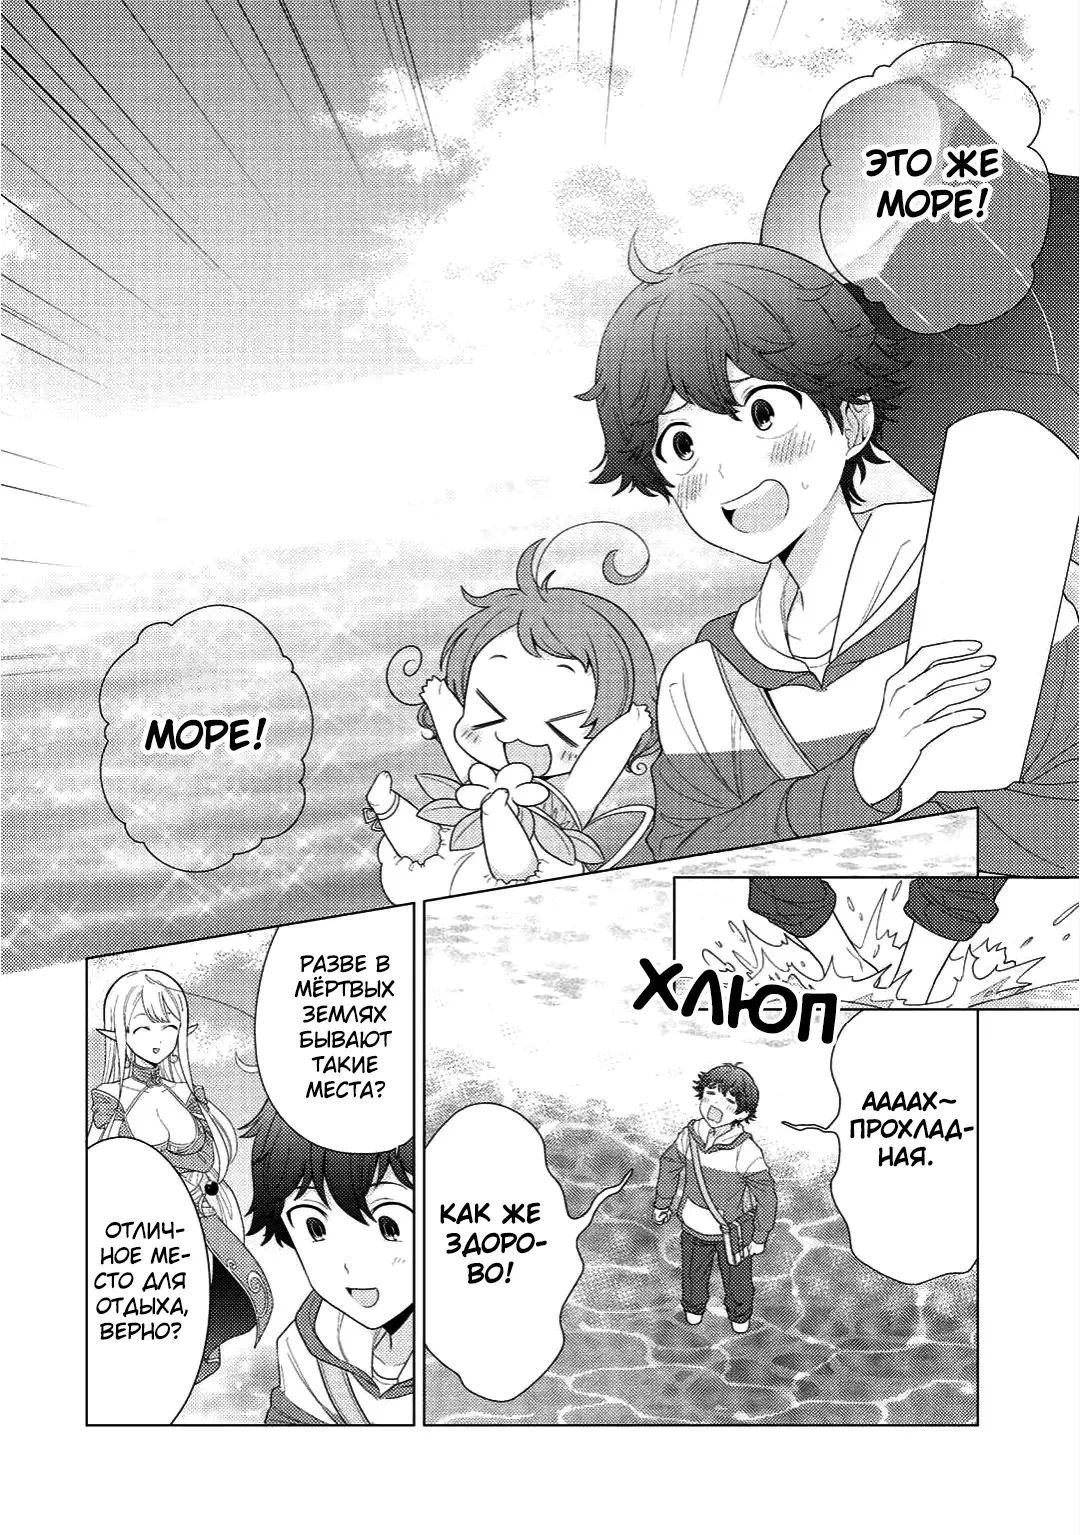 ЭТО ЖЕ
МОРЕ!
МОРЕ!
ХЛЮП
АААAХ~
ПРОХЛАД-
НАЯ.
КАК ЖЕ
ЗДОРО-
ВО!
РАЗВЕ В
МЁРТВЫХ
ЗЕМЛЯХ
БЫВАЮТ
ТАКИЕ
МЕСТА?
ОТЛИЧ-
НОЕ МЕ-
СТО ДЛЯ
ОТДЫХА,
ВЕРНО?